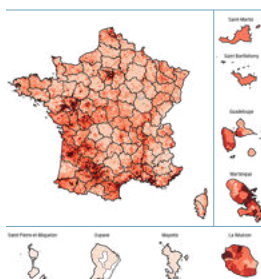 Saint Martin
Saint Barthélemy
Guadeloupe
Martinique
Saint-Pierre-et-Miquelon
Guyane
Mayotte
La Réunion